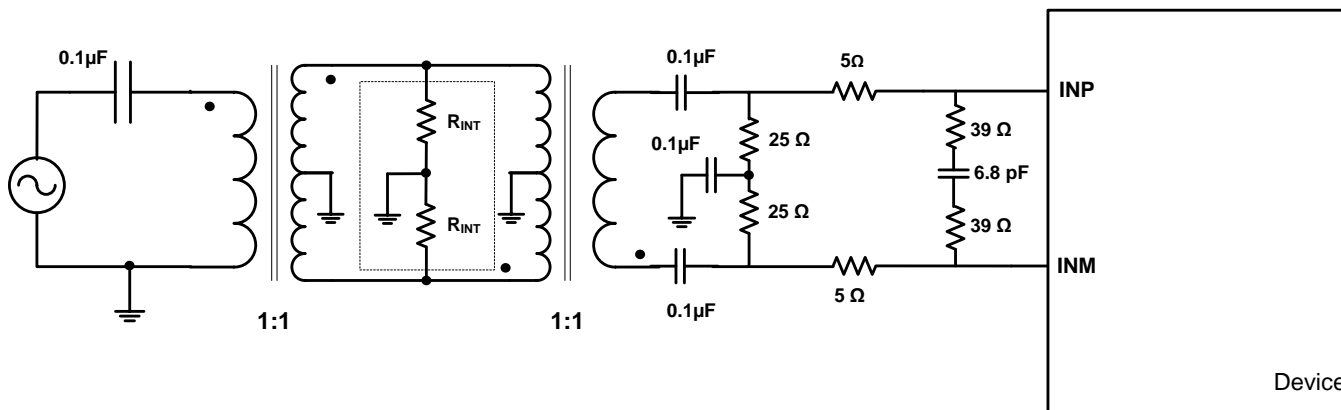 0.1µF
0.1µF
5Ω
INP
R_INT
39 Ω
25 Ω
0.1µF
6.8 pF
25 Ω
R_INT
39 Ω
INM
5 Ω
0.1µF
1:1
1:1
Device